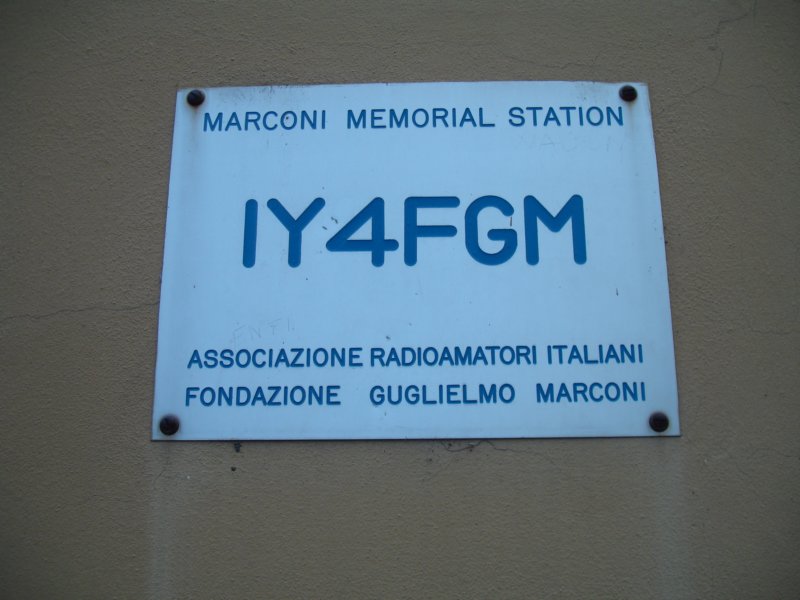 MARCONI MEMORIAL STATION
IY4FGM
ASSOCIAZIONE RADIOAMATORI ITALIANI
FONDAZIONE GUGLIELMO MARCONI